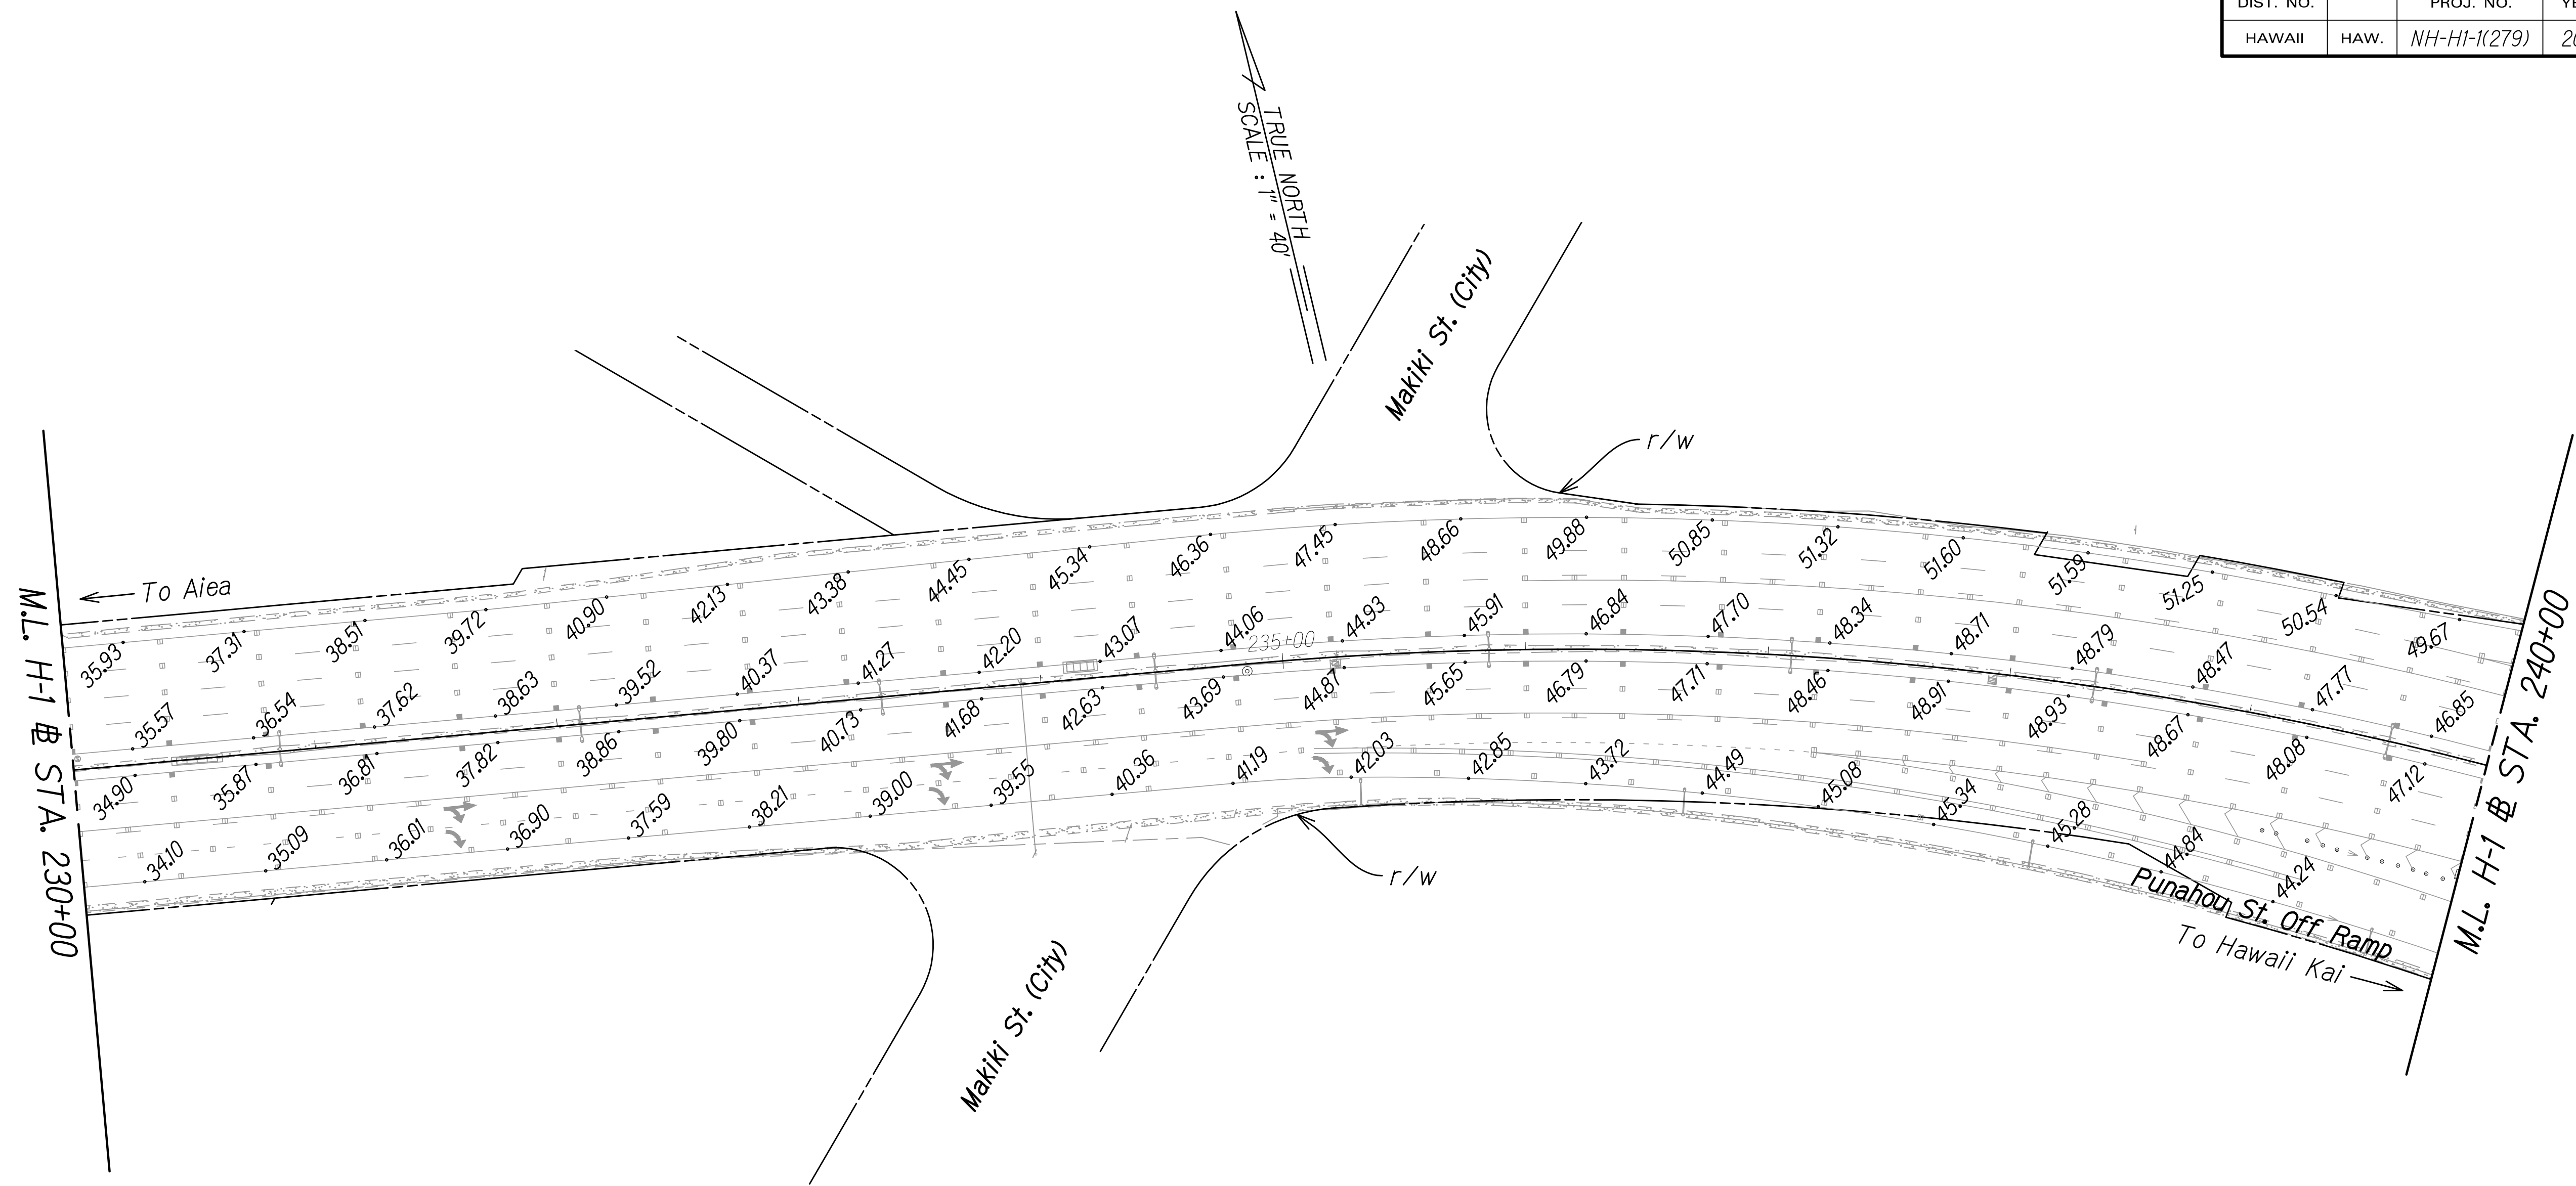 DIST. NO. PROJ. NO.
HAWAII HAW. NH-H1-1(279)
TRUE NORTH
SCALE : 1" = 40'
Makiki St. (City)
r/w
To Aiea
M.L. H-1 ℄ STA. 230+00
35.93 37.31 38.51 39.72 40.90 42.13 43.38 44.45 45.34 46.36 47.45 48.66 49.88 50.85 51.32 51.60 51.59 51.25 50.54 49.67
35.57 36.54 37.62 38.63 39.52 40.37 41.27 42.20 43.07 44.06 44.93 45.91 46.84 47.70 48.34 48.71 48.79 48.47 47.77 46.85
235+00
34.90 35.87 36.81 37.82 38.86 39.80 40.73 41.68 42.63 43.69 44.87 45.65 46.79 47.71 48.46 48.91 48.93 48.67 48.08 47.12
34.10 35.09 36.01 36.90 37.59 38.21 39.00 39.55 40.36 41.19 42.03 42.85 43.72 44.49 45.08 45.34 45.28 44.84 44.24
M.L. H-1 ℄ STA. 240+00
r/w
Punahou St. Off Ramp
To Hawaii Kai
Makiki St. (City)